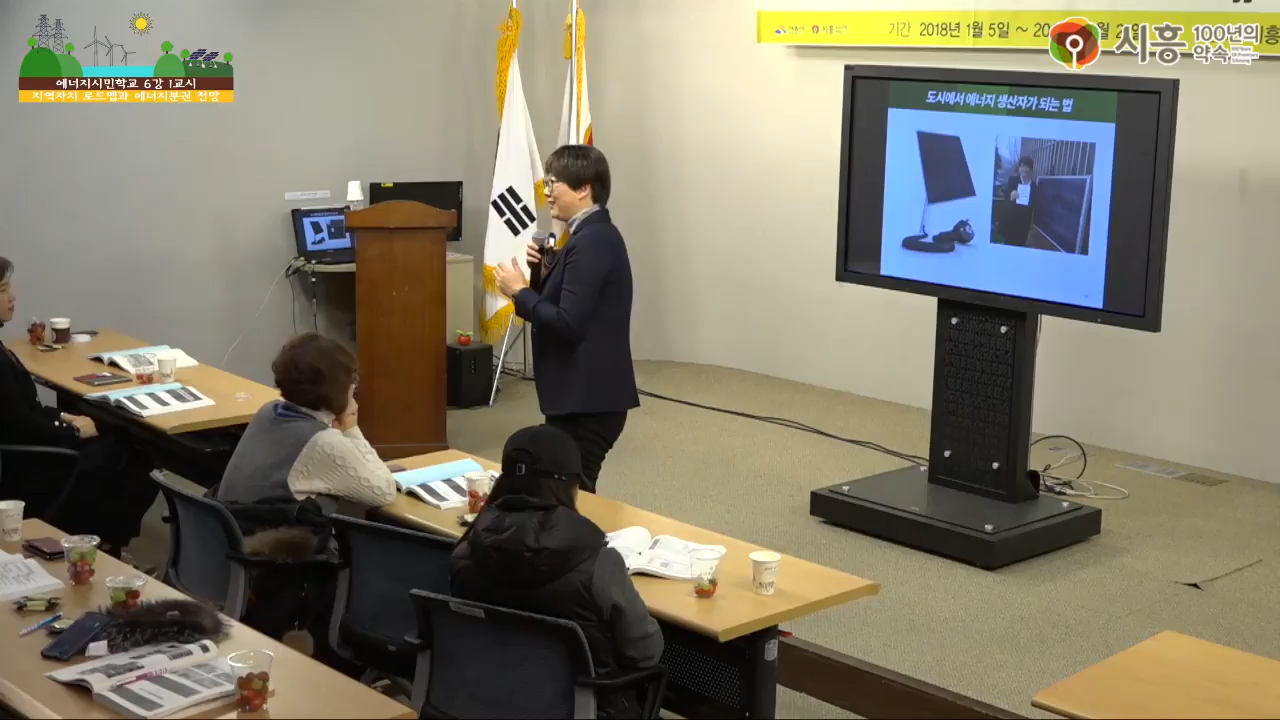 에너지시민학교 6강 1교시
지역자치 로드맵과 에너지분권 전망
기간 2018년 1월 5일 ~ 20
시흥
100년의
약속
도시에서 에너지 생산자가 되는 법